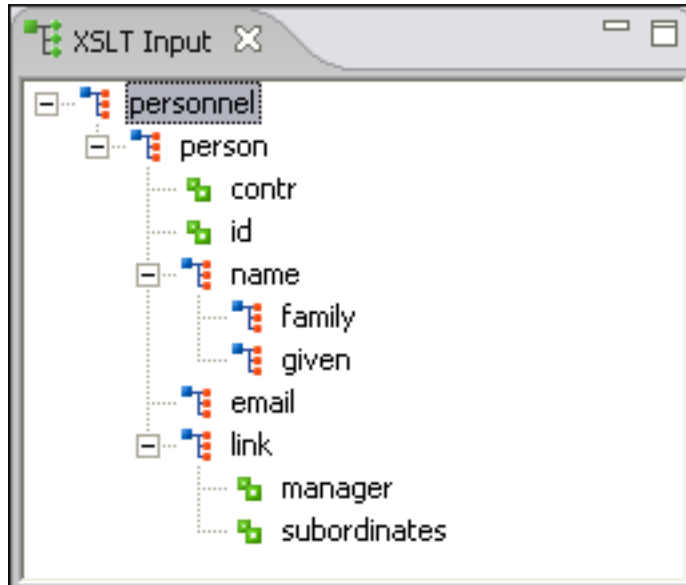 XSLT Input
personnel
person
contr
id
name
family
given
email
link
manager
subordinates